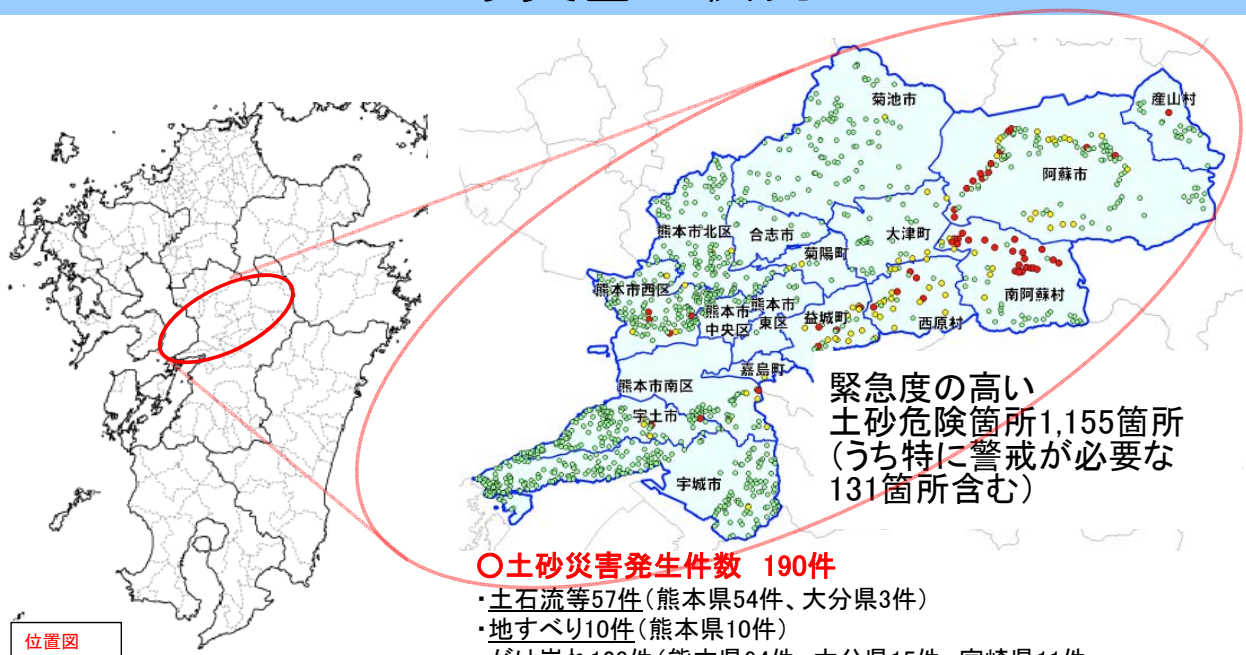 菊池市
産山村
阿蘇市
熊本市北区
合志市
大津町
菊陽町
熊本市西区
熊本市
中央区
熊本市
東区
益城町
西原村
南阿蘇村
嘉島町
熊本市南区
宇土市
宇城市
緊急度の高い
土砂危険箇所1,155箇所
(うち特に警戒が必要な
131箇所含む)
○土砂災害発生件数 190件
・土石流等57件(熊本県54件、大分県3件)
・地すべり10件(熊本県10件)
位置図